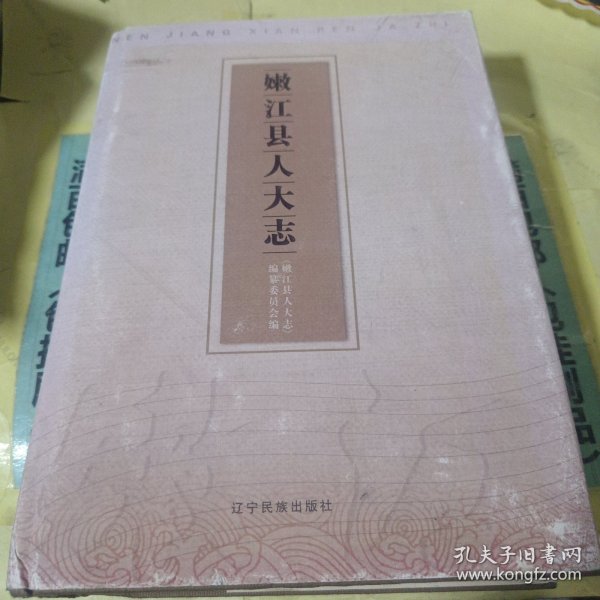 NEN JIANG XIAN REN DA ZHI
嫩江县人大志
《嫩江县人大志》
编纂委员会编
辽宁民族出版社
孔夫子旧书网
www.kongfz.com